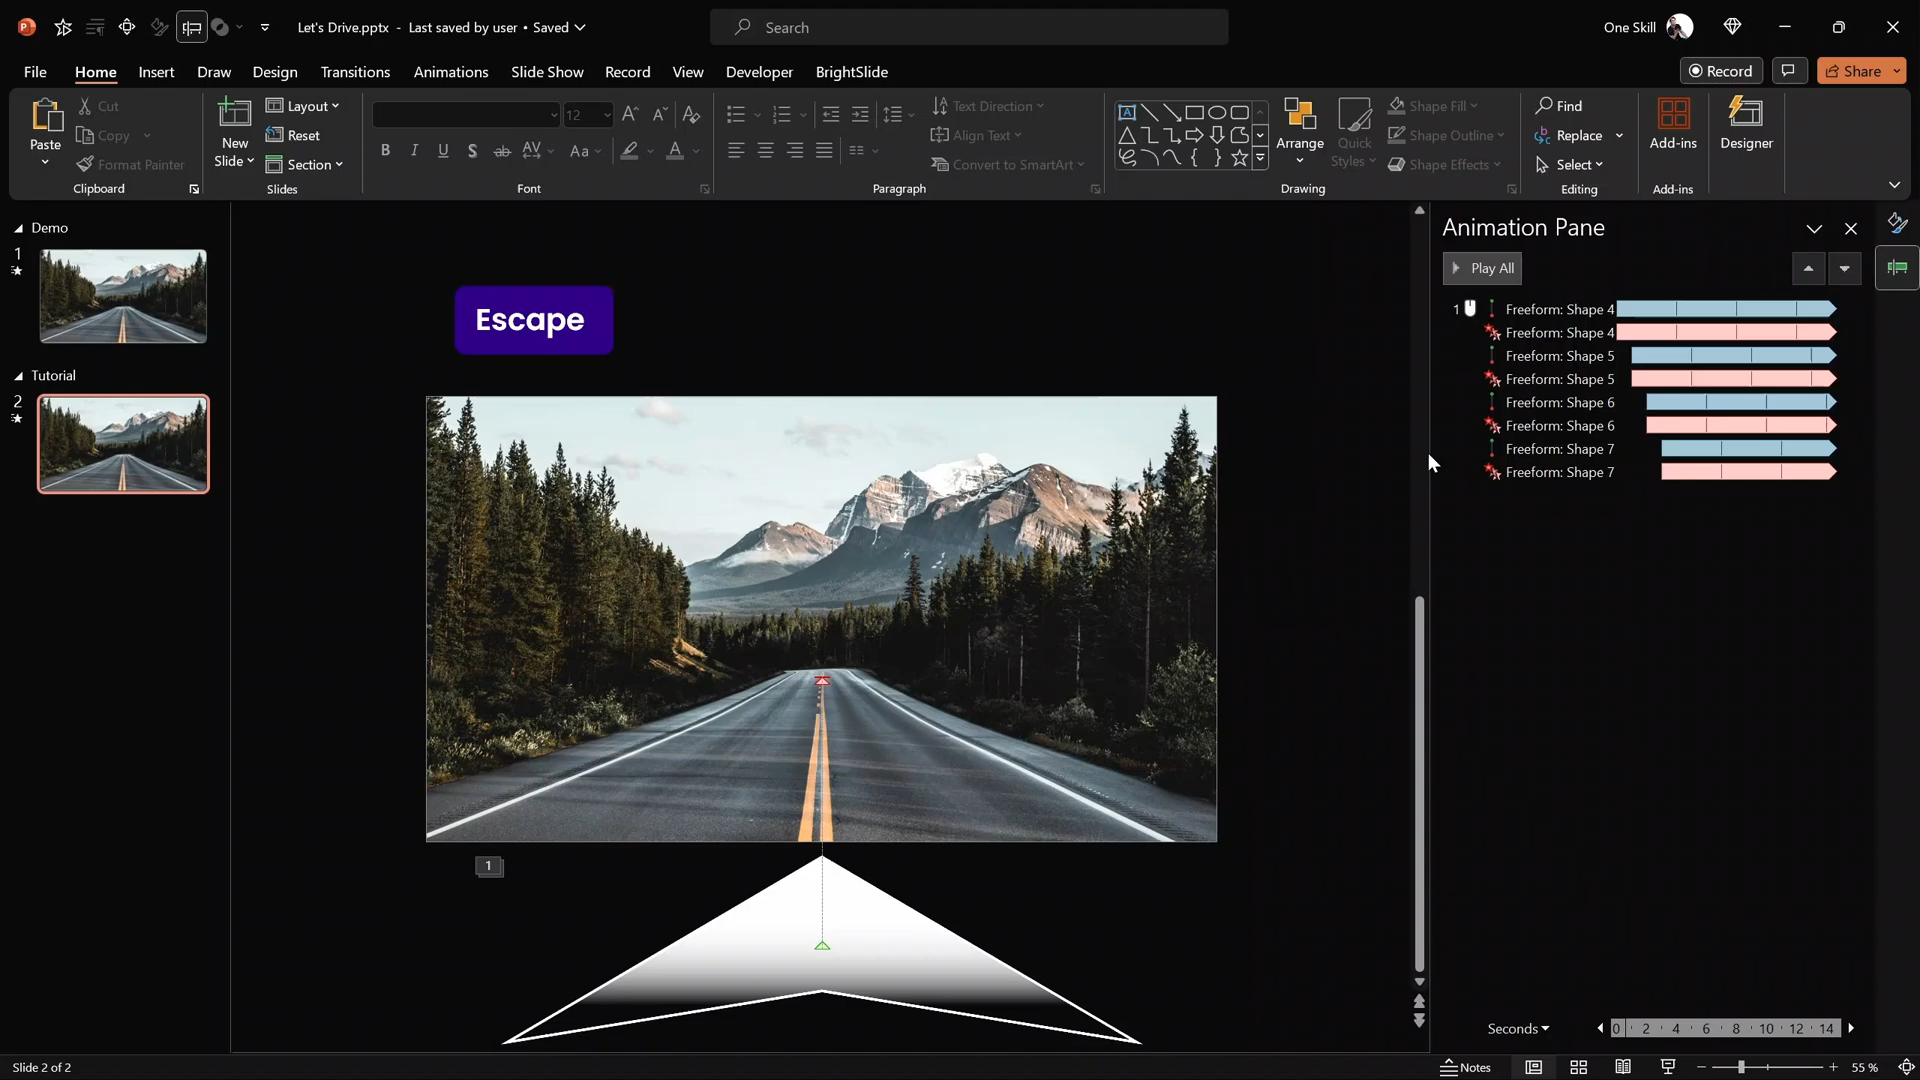 Let's Drive.pptx - Last saved by user • Saved
Search
One Skill
File
Home
Insert
Draw
Design
Transitions
Animations
Slide Show
Record
View
Developer
BrightSlide
Record
Share
Paste
Cut
Copy
Format Painter
Clipboard
New
Slide
Layout
Reset
Section
Slides
12
B I U S ab AV Aa A
Font
Text Direction
Align Text
Convert to SmartArt
Paragraph
Arrange
Quick
Styles
Shape Fill
Shape Outline
Shape Effects
Drawing
Find
Replace
Select
Editing
Add-ins
Add-ins
Designer
Demo
1
Tutorial
2
Escape
1
Animation Pane
Play All
1 Freeform: Shape 4
Freeform: Shape 4
Freeform: Shape 5
Freeform: Shape 5
Freeform: Shape 6
Freeform: Shape 6
Freeform: Shape 7
Freeform: Shape 7
Seconds
0 2 4 6 8 10 12 14
Slide 2 of 2
Notes
55 %